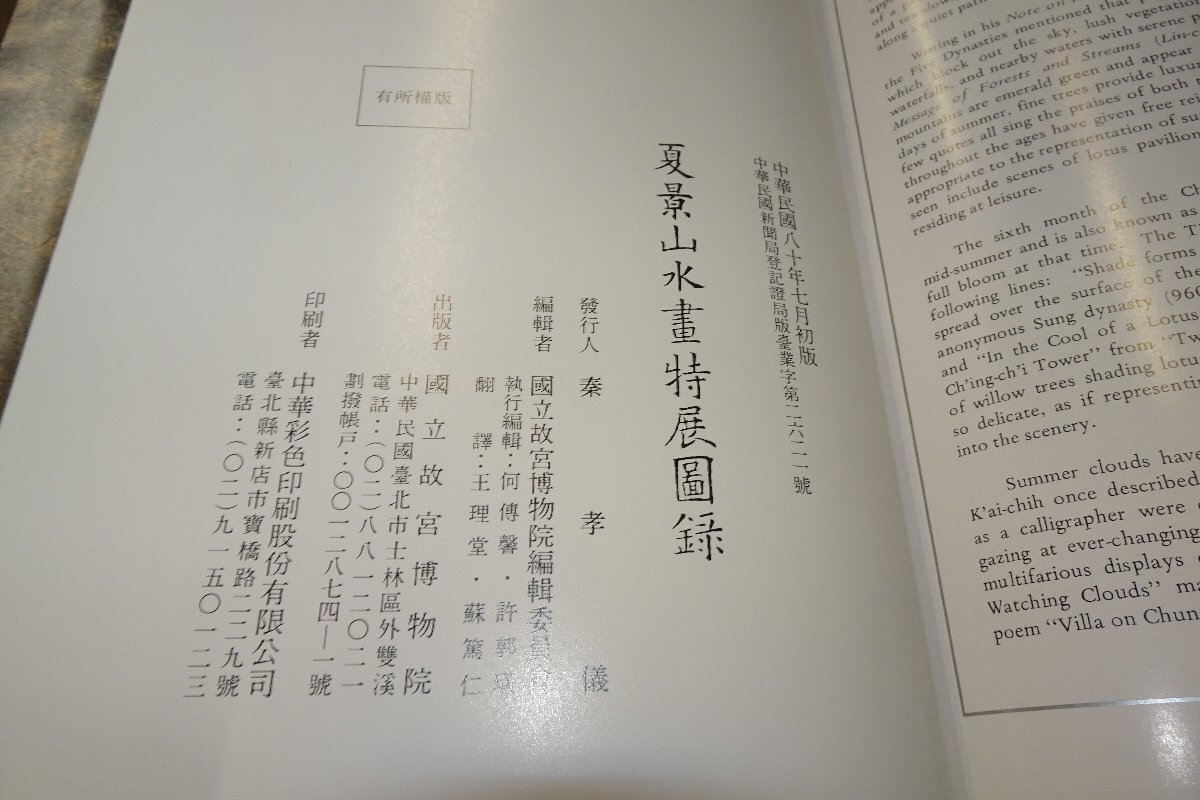 中華民國八十年七月初版
中華民國新聞局登記證局版臺業字第二六二一號
夏景山水畫特展圖錄
發行人 秦孝儀
編輯者 國立故宮博物院編輯委員會
執行編輯：何傳馨・許郭璜
翻譯：王理堂・蘇篤仁
出版者 國立故宮博物院
中華民國臺北市士林區外雙溪
電話：(〇二)八八一二〇二一
劃撥帳戶：〇〇一二八七四—一號
印刷者 中華彩色印刷股份有限公司
臺北縣新店市寶橋路二二九號
電話：(〇二)九一五〇一二三
有所權版
along a quiet path
Writing in his Note on
the Five Dynasties mentioned that
which block out the sky, lush vegetation
waterfalls, and nearby waters with serene
Message of Forests and Streams (Lin-c
mountains are emerald green and appear
days of summer, fine trees provide luxur
few quotes all sing the praises of both
throughout the ages have given free rei
appropriate to the representation of su
seen include scenes of lotus pavilion
residing at leisure.
The sixth month of the Ch
mid-summer and is also known as
full bloom at that time. The T'
following lines: "Shade forms
spread over the surface of the
anonymous Sung dynasty (960
and "In the Cool of a Lotus
Ch'ing-ch'i Tower" from "Tw
of willow trees shading lotu
so delicate, as if representin
into the scenery.
Summer clouds have
K'ai-chih once described
as a calligrapher were
gazing at ever-changing
multifarious displays
Watching Clouds" ma
poem "Villa on Chun